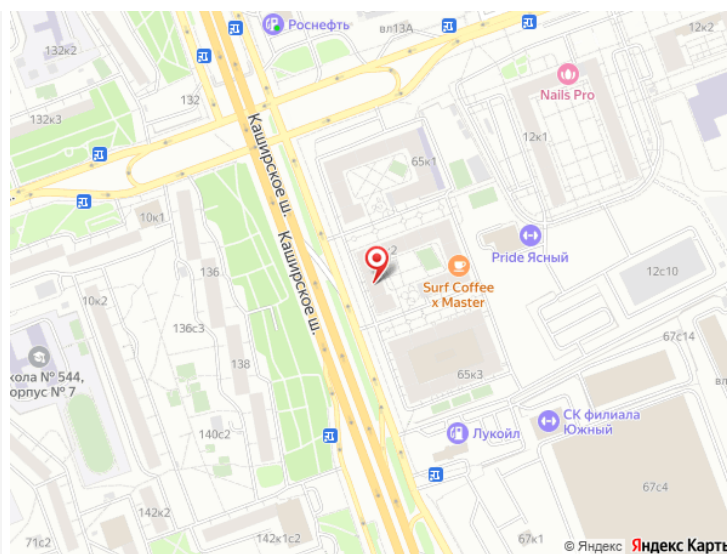 Роснефть
вл13А
12к2
132к2
132
132к3
Nails Pro
12к1
Каширское ш.
65к1
10к1
к2
Pride Ясный
136
Surf Coffee
x Master
12с10
10к2
Каширское ш.
136с3
67с14
138
кола № 544,
орпус № 7
65к3
140с2
Лукойл
СК филиала
Южный
67с4
142к2
142к1с2
71с2
67к1
© Яндекс Яндекс Карты